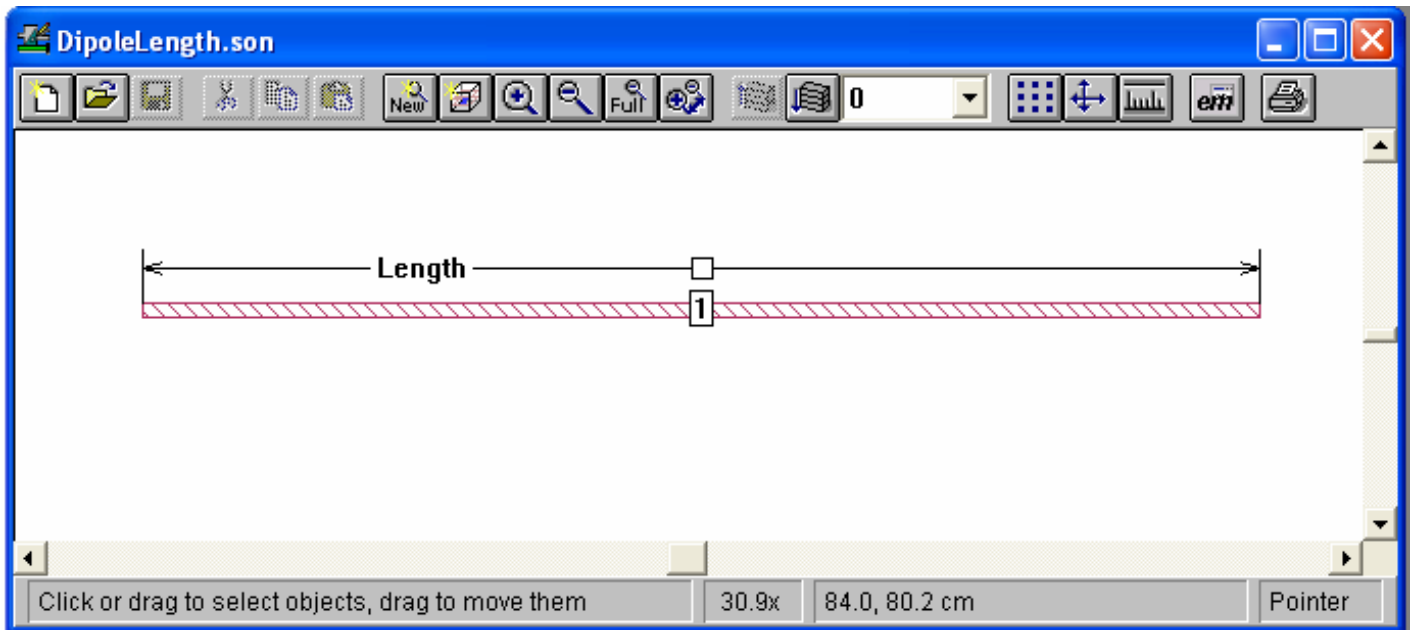 DipoleLength.son
New Full 0 em
Length
1
Click or drag to select objects, drag to move them 30.9x 84.0, 80.2 cm Pointer